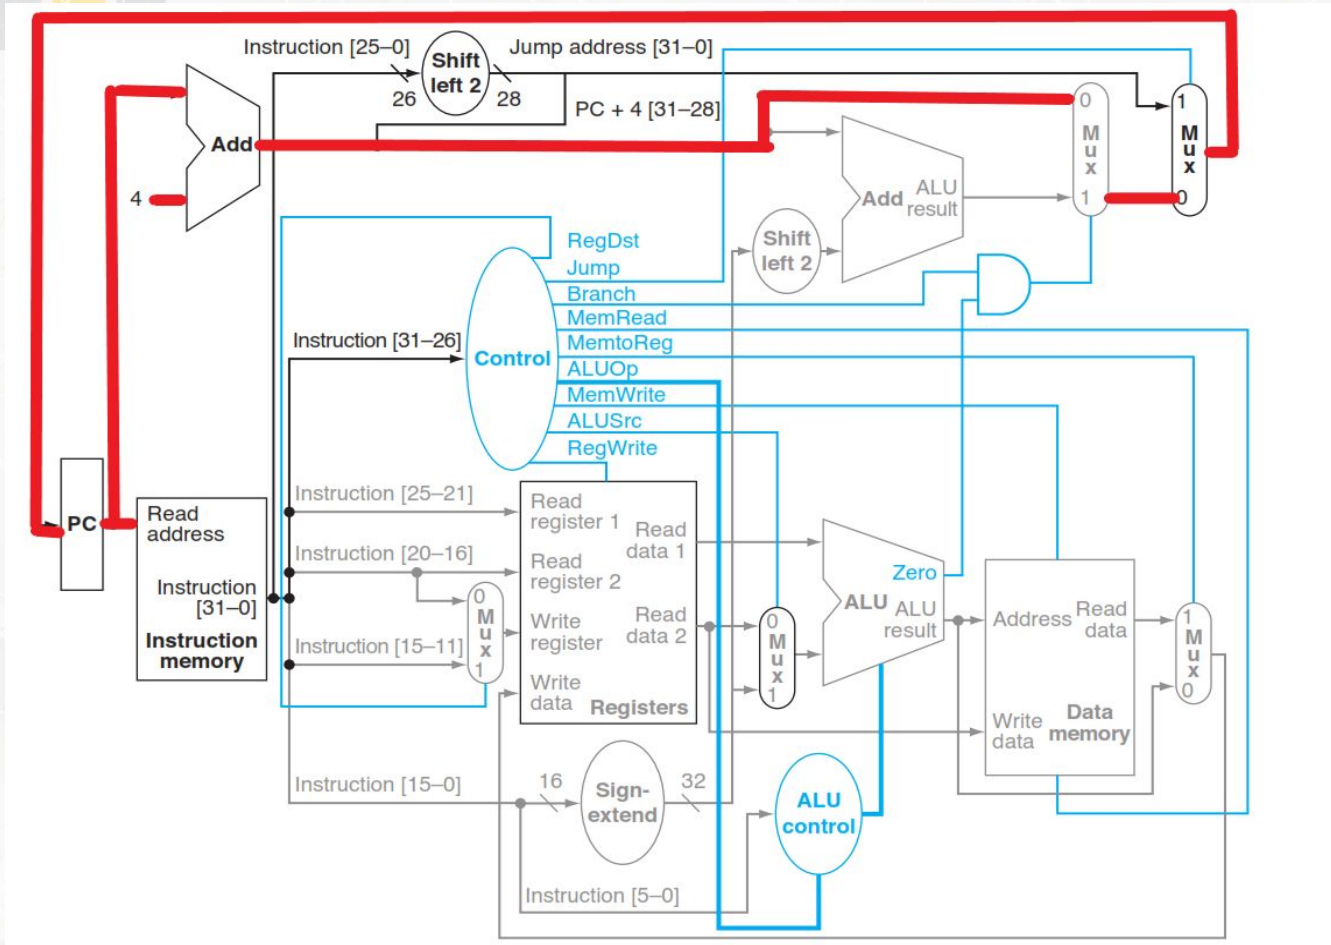 Instruction [25–0]
Shift
left 2
Jump address [31–0]
26
28
PC + 4 [31–28]
Add
4
0
M
u
x
1
1
M
u
x
0
Add
ALU
result
Shift
left 2
RegDst
Jump
Branch
MemRead
MemtoReg
ALUOp
MemWrite
ALUSrc
RegWrite
Instruction [31–26]
Control
PC
Read
address
Instruction
[31–0]
Instruction
memory
Instruction [25–21]
Instruction [20–16]
Instruction [15–11]
0
M
u
x
1
Read
register 1
Read
data 1
Read
register 2
Write
register
Read
data 2
Write
data
Registers
0
M
u
x
1
Zero
ALU
ALU
result
Address
Read
data
Write
data
Data
memory
1
M
u
x
0
Instruction [15–0]
16
Sign-
extend
32
ALU
control
Instruction [5–0]